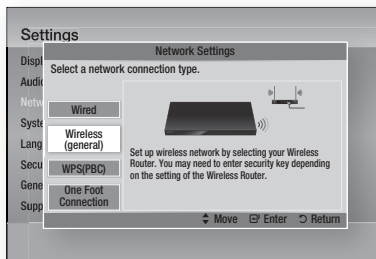 Settings
Network Settings
Select a network connection type.
Displ
Audio
Netw
Syste
Lang
Secu
Gene
Supp
Wired
Wireless
(general)
WPS(PBC)
One Foot
Connection
Set up wireless network by selecting your Wireless
Router. You may need to enter security key depending
on the setting of the Wireless Router.
Move Enter Return